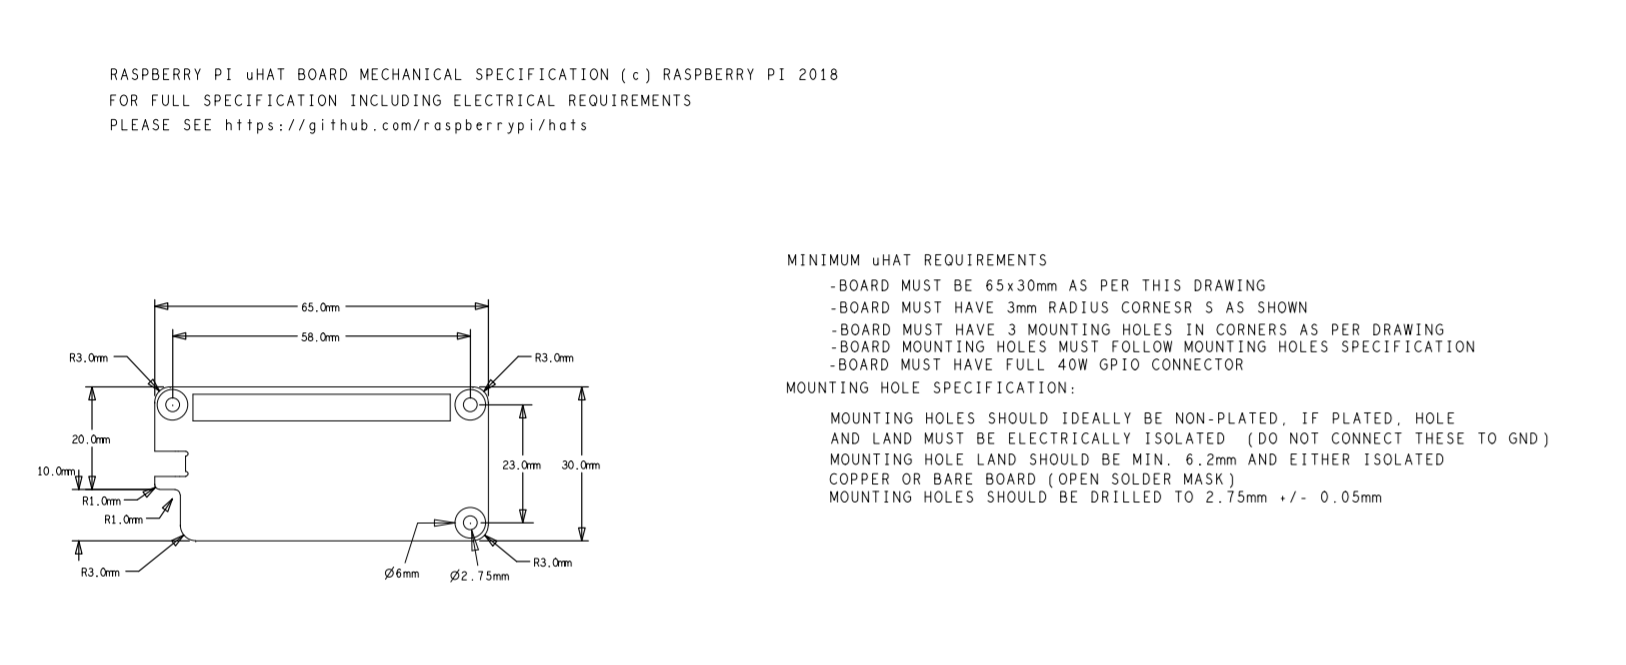 RASPBERRY PI uHAT BOARD MECHANICAL SPECIFICATION (c) RASPBERRY PI 2018
FOR FULL SPECIFICATION INCLUDING ELECTRICAL REQUIREMENTS
PLEASE SEE https://github.com/raspberrypi/hats
MINIMUM uHAT REQUIREMENTS
-BOARD MUST BE 65x30mm AS PER THIS DRAWING
-BOARD MUST HAVE 3mm RADIUS CORNESR S AS SHOWN
-BOARD MUST HAVE 3 MOUNTING HOLES IN CORNERS AS PER DRAWING
-BOARD MOUNTING HOLES MUST FOLLOW MOUNTING HOLES SPECIFICATION
-BOARD MUST HAVE FULL 40W GPIO CONNECTOR
MOUNTING HOLE SPECIFICATION:
MOUNTING HOLES SHOULD IDEALLY BE NON-PLATED, IF PLATED, HOLE
AND LAND MUST BE ELECTRICALLY ISOLATED (DO NOT CONNECT THESE TO GND)
MOUNTING HOLE LAND SHOULD BE MIN. 6.2mm AND EITHER ISOLATED
COPPER OR BARE BOARD (OPEN SOLDER MASK)
MOUNTING HOLES SHOULD BE DRILLED TO 2.75mm +/- 0.05mm
65.0mm
58.0mm
R3.0mm
R3.0mm
20.0mm
10.0mm
23.0mm
30.0mm
R1.0mm
R1.0mm
R3.0mm
Ø6mm
Ø2.75mm
R3.0mm